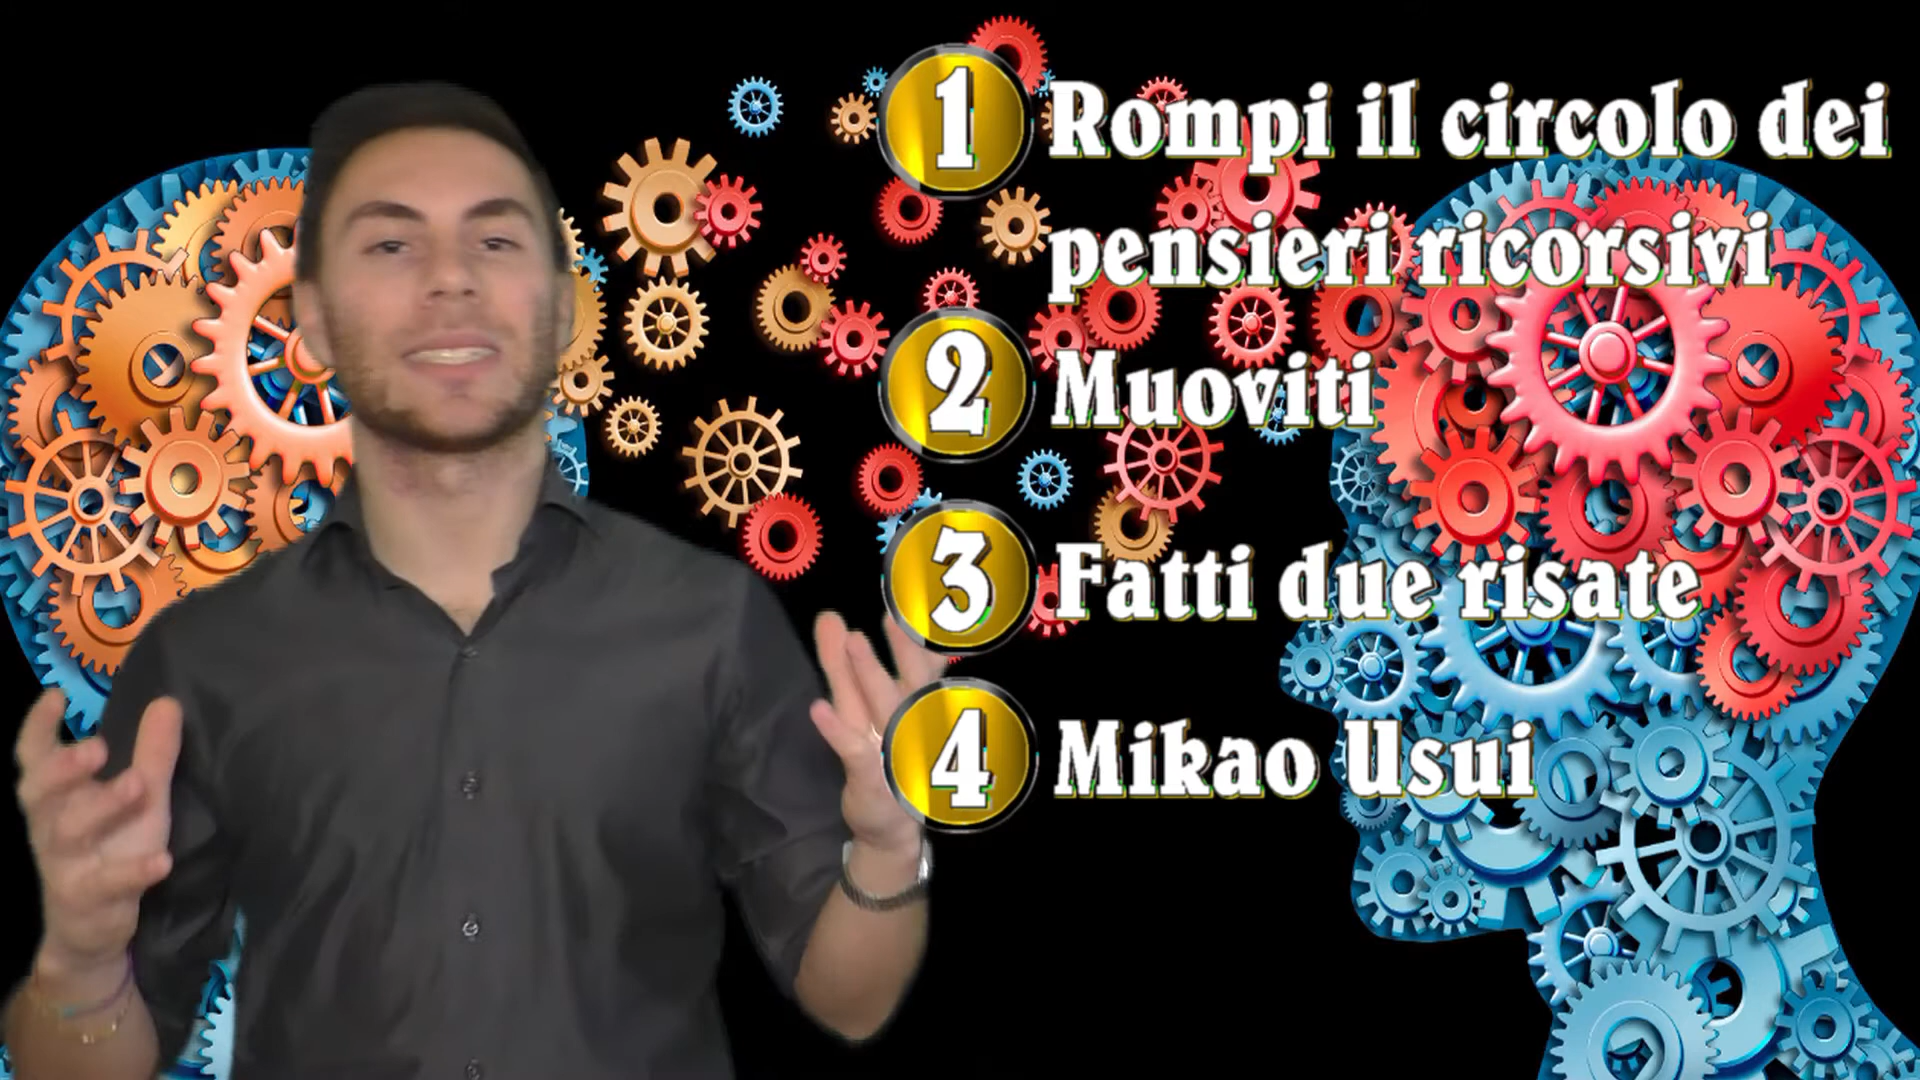 1 Rompi il circolo dei
pensieri ricorsivi
2 Muoviti
3 Fatti due risate
4 Mikao Usui